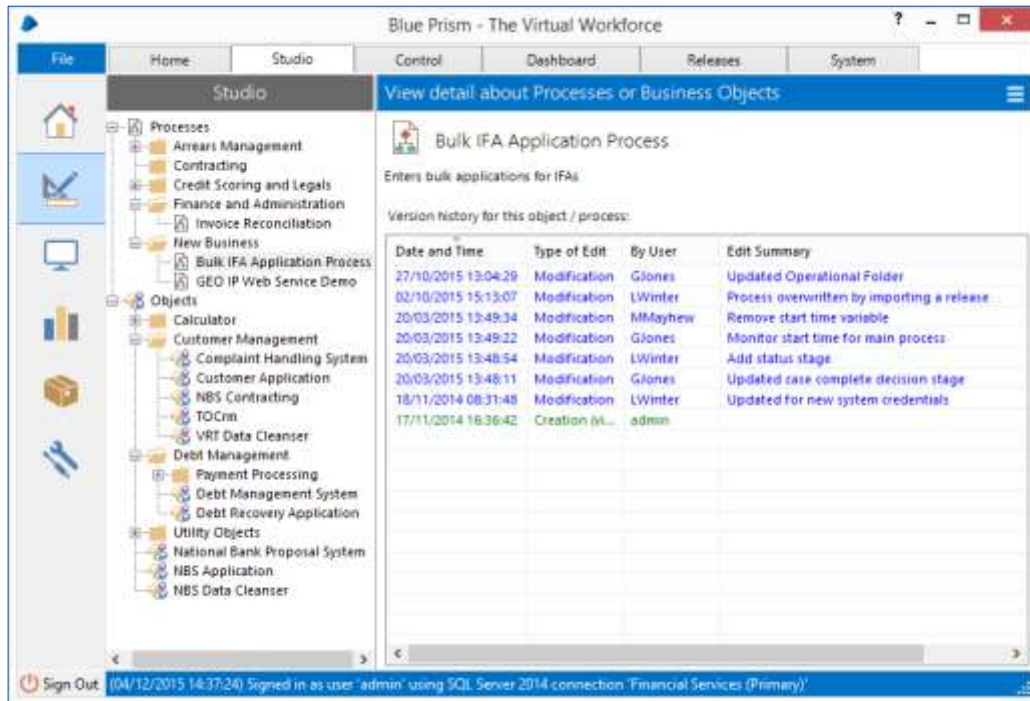 Blue Prism - The Virtual Workforce
?
File
Home Studio Control Dashboard Releases System
Studio
Processes
Arrears Management
Contracting
Credit Scoring and Legals
Finance and Administration
Invoice Reconciliation
New Business
Bulk IFA Application Process
GEO IP Web Service Demo
Objects
Calculator
Customer Management
Complaint Handling System
Customer Application
NBS Contracting
TOCrm
VRT Data Cleanser
Debt Management
Payment Processing
Debt Management System
Debt Recovery Application
Utility Objects
National Bank Proposal System
NBS Application
NBS Data Cleanser
View detail about Processes or Business Objects
Bulk IFA Application Process
Enters bulk applications for IFAs
Version history for this object / process:
Date and Time Type of Edit By User Edit Summary
27/10/2015 13:04:29 Modification GJones Updated Operational Folder
02/10/2015 15:13:07 Modification LWinter Process overwritten by importing a release
20/03/2015 13:49:34 Modification MMayhew Remove start time variable
20/03/2015 13:49:22 Modification GJones Monitor start time for main process
20/03/2015 13:48:54 Modification LWinter Add status stage
20/03/2015 13:48:11 Modification GJones Updated case complete decision stage
18/11/2014 08:31:48 Modification LWinter Updated for new system credentials
17/11/2014 16:36:42 Creation (vi... admin
Sign Out (04/12/2015 14:37:24) Signed in as user 'admin' using SQL Server 2014 connection 'Financial Services (Primary)'